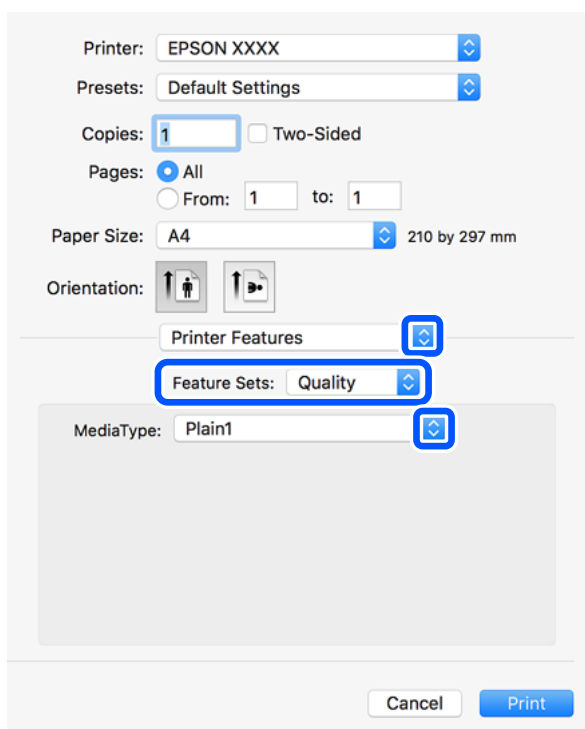 Printer: EPSON XXXX
Presets: Default Settings
Copies: 1 Two-Sided
Pages: All
From: 1 to: 1
Paper Size: A4 210 by 297 mm
Orientation:
Printer Features
Feature Sets: Quality
MediaType: Plain1
Cancel Print